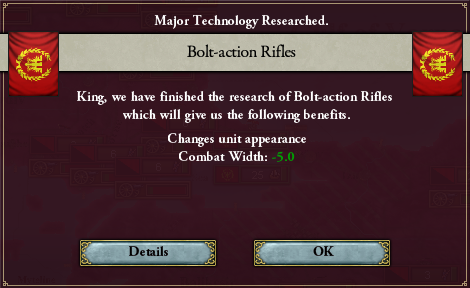 Major Technology Researched.
Bolt-action Rifles
King, we have finished the research of Bolt-action Rifles
which will give us the following benefits.
Changes unit appearance
Combat Width: -5.0
Details
OK